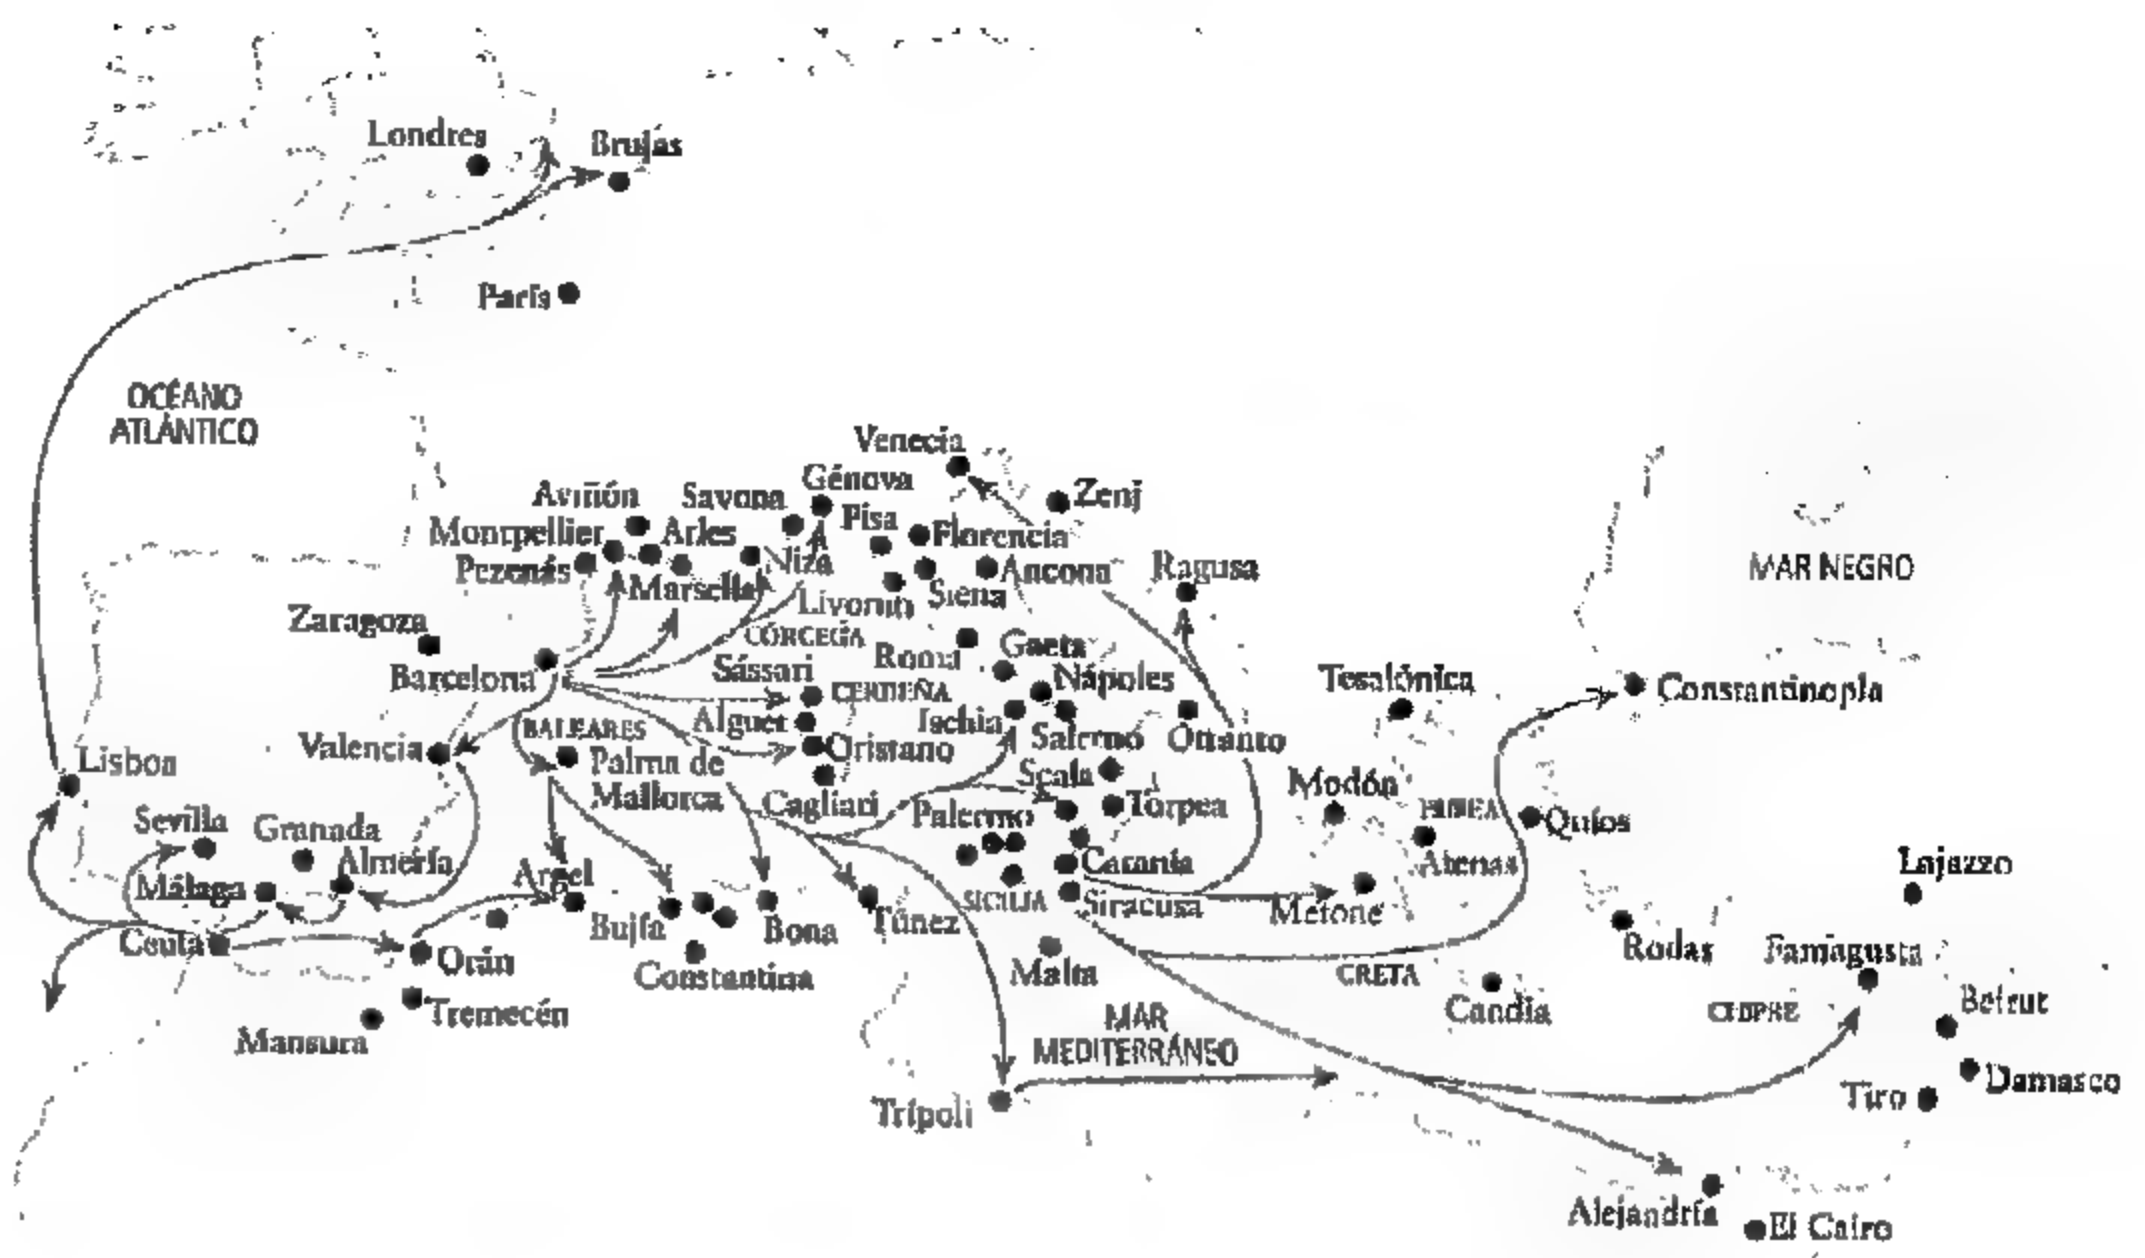 Londres
Brujas
París
OCÉANO
ATLÁNTICO
Venecia
Génova
Zenj
Aviñón
Savona
Pisa
Montpellier
Arles
Florencia
Pezenás
Niza
Ancona
Ragusa
MAR NEGRO
Marsella
Livorno
Siena
Zaragoza
CÓRCEGA
Roma
Gaeta
Barcelona
Sássari
CERDEÑA
Nápoles
Tesalónica
Constantinopla
BALEARES
Alguer
Ischia
Salerno
Otranto
Valencia
Oristano
Lisboa
Palma de
Mallorca
Scala
Modón
Cagliari
Palermo
Torpea
Quíos
Sevilla
Granada
Almería
Argel
Catania
Atenas
Lajazzo
Málaga
SICILIA
Siracusa
Metone
Ceuta
Bujía
Bona
Túnez
Orán
Constantina
Malta
CRETA
Rodas
Famagusta
Tremecén
Candía
CHIPRE
Beirut
Mansura
MAR
MEDITERRÁNEO
Trípoli
Tiro
Damasco
Alejandría
El Cairo